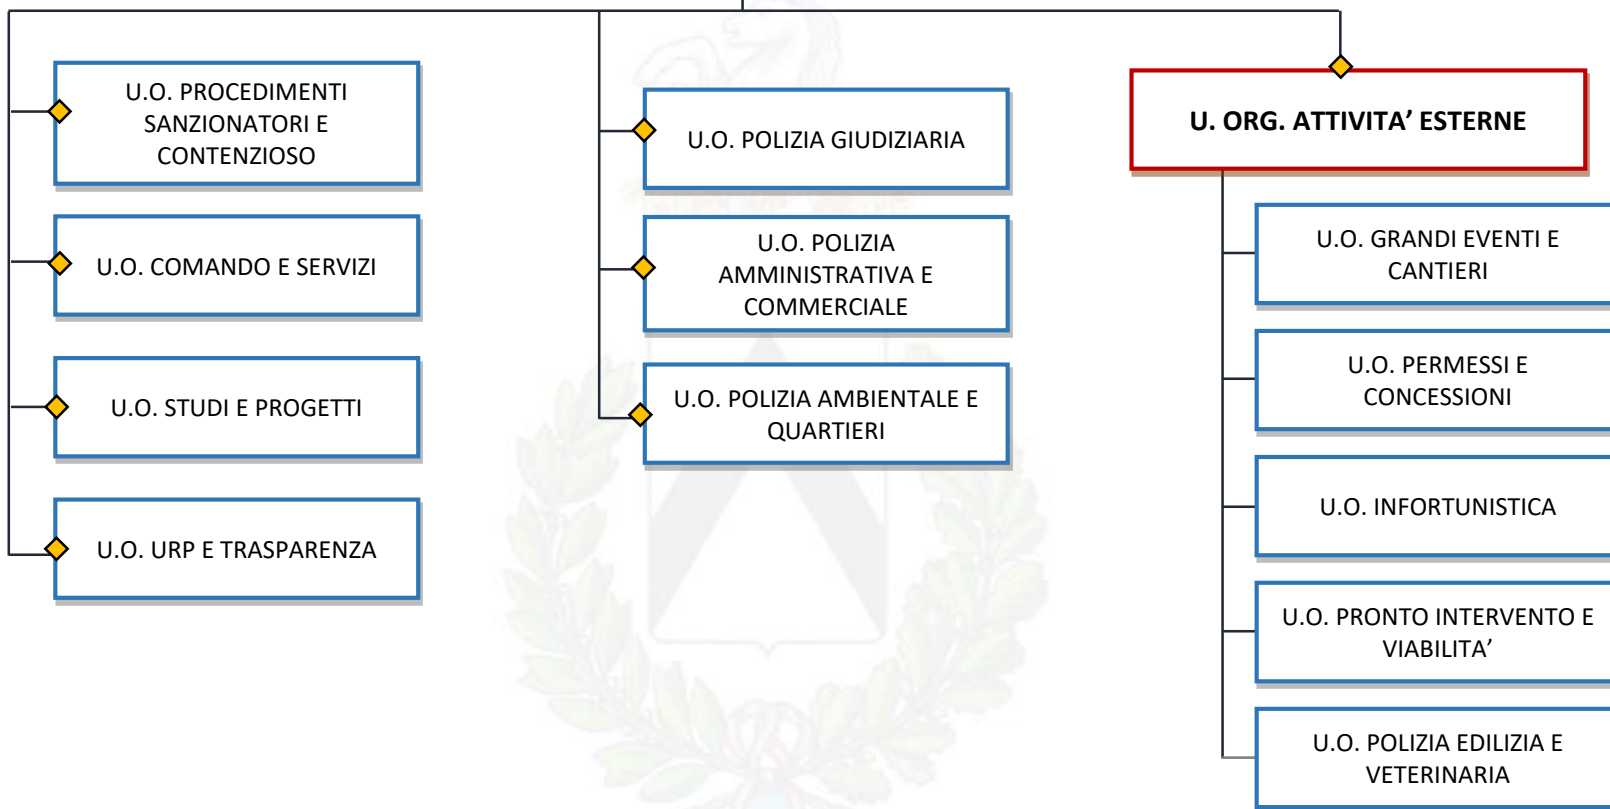 U.O. PROCEDIMENTI
SANZIONATORI E
CONTENZIOSO
U.O. COMANDO E SERVIZI
U.O. STUDI E PROGETTI
U.O. URP E TRASPARENZA
U.O. POLIZIA GIUDIZIARIA
U.O. POLIZIA
AMMINISTRATIVA E
COMMERCIALE
U.O. POLIZIA AMBIENTALE E
QUARTIERI
U. ORG. ATTIVITA’ ESTERNE
U.O. GRANDI EVENTI E
CANTIERI
U.O. PERMESSI E
CONCESSIONI
U.O. INFORTUNISTICA
U.O. PRONTO INTERVENTO E
VIABILITA’
U.O. POLIZIA EDILIZIA E
VETERINARIA